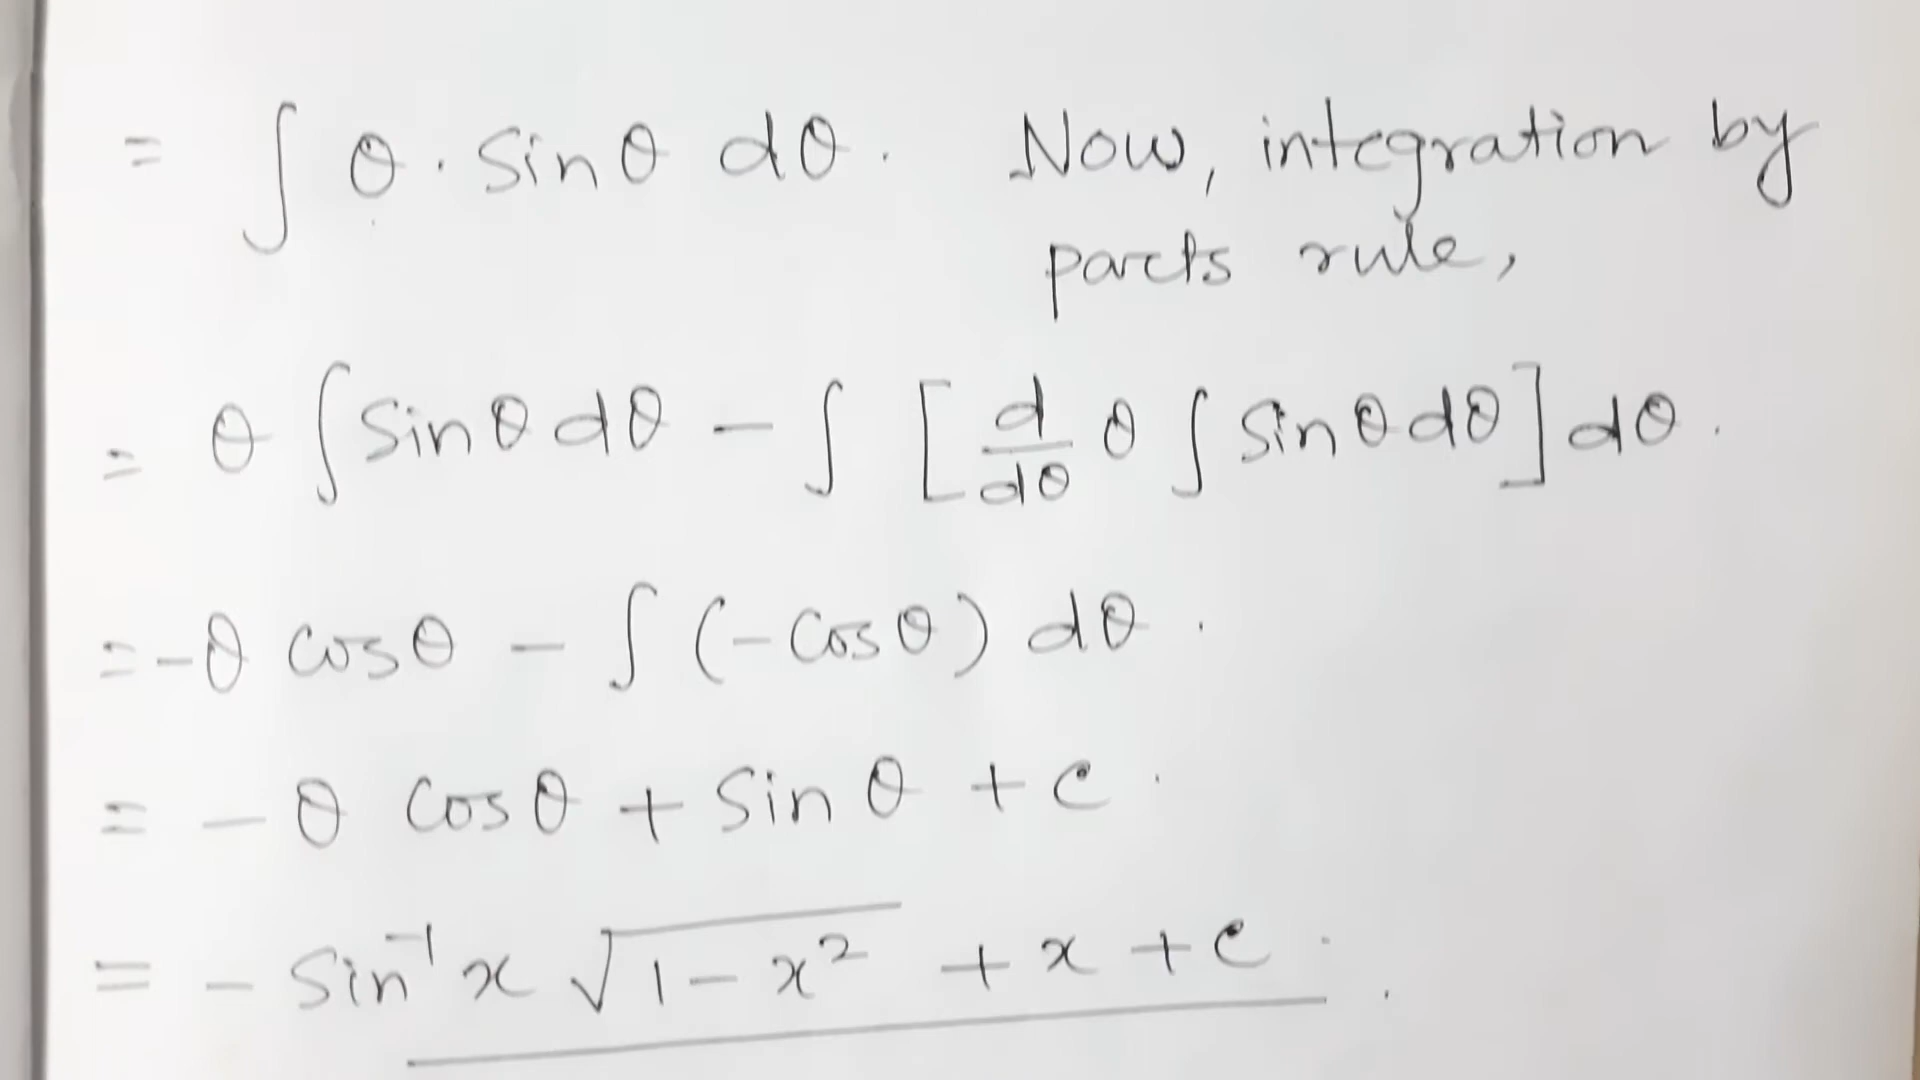 = ∫ θ · sin θ dθ. Now, integration by
parts rule,
= θ ∫ sin θ dθ - ∫ [ d/dθ θ ∫ sin θ dθ ] dθ.
= -θ cos θ - ∫ (-cos θ) dθ.
= - θ cos θ + sin θ + c.
= - sin⁻¹x √(1-x²) + x + c.